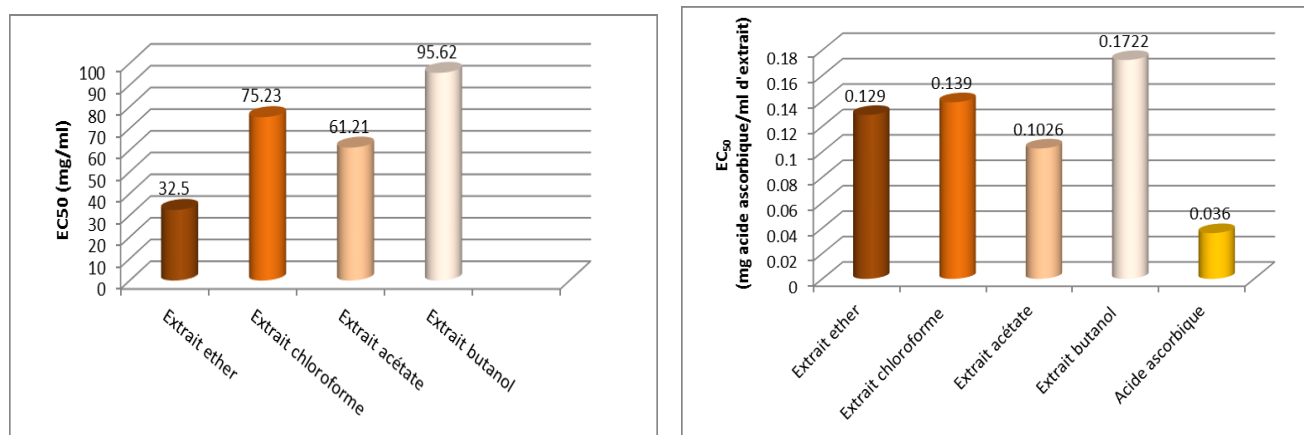 EC50 (mg/ml)
100
90
80
70
60
50
40
30
20
10
0
32.5
75.23
61.21
95.62
Extrait ether
Extrait chloroforme
Extrait acétate
Extrait butanol
EC50
(mg acide ascorbique/ml d'extrait)
0.18
0.16
0.14
0.12
0.1
0.08
0.06
0.04
0.02
0
0.129
0.139
0.1026
0.1722
0.036
Extrait ether
Extrait chloroforme
Extrait acétate
Extrait butanol
Acide ascorbique